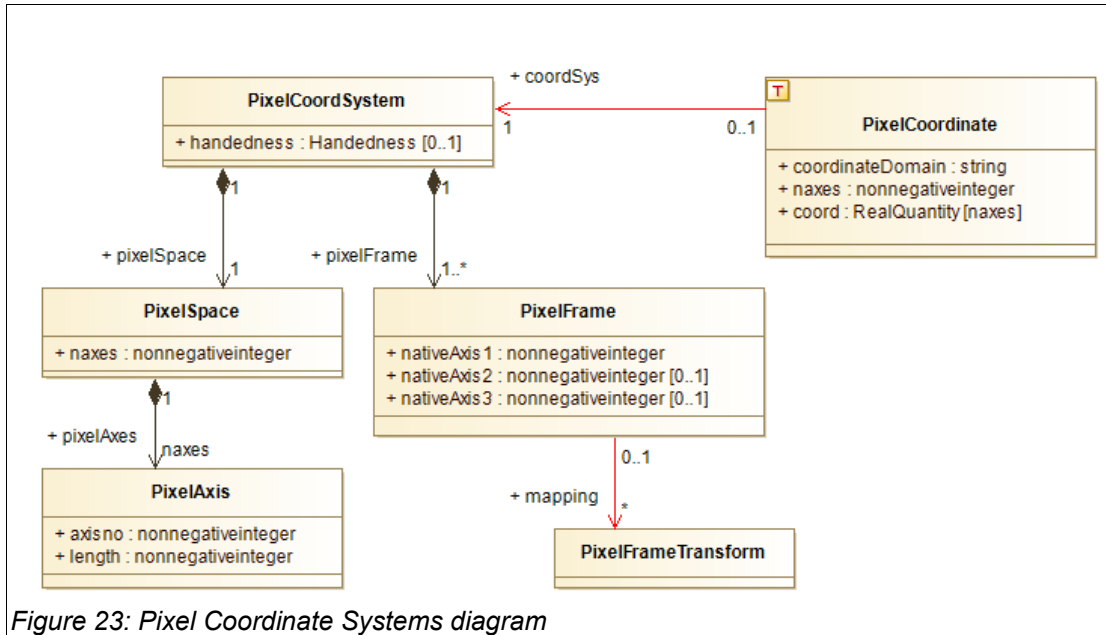 + coordSys
PixelCoordSystem
+ handedness : Handedness [0..1]
1
0..1
T
PixelCoordinate
+ coordinateDomain : string
+ naxes : nonnegativeinteger
+ coord : RealQuantity [naxes]
1
1
+ pixelSpace
1
+ pixelFrame
1..*
PixelSpace
+ naxes : nonnegativeinteger
PixelFrame
+ nativeAxis1 : nonnegativeinteger
+ nativeAxis2 : nonnegativeinteger [0..1]
+ nativeAxis3 : nonnegativeinteger [0..1]
1
+ pixelAxes
naxes
0..1
+ mapping
*
PixelAxis
+ axisno : nonnegativeinteger
+ length : nonnegativeinteger
PixelFrameTransform
Figure 23: Pixel Coordinate Systems diagram